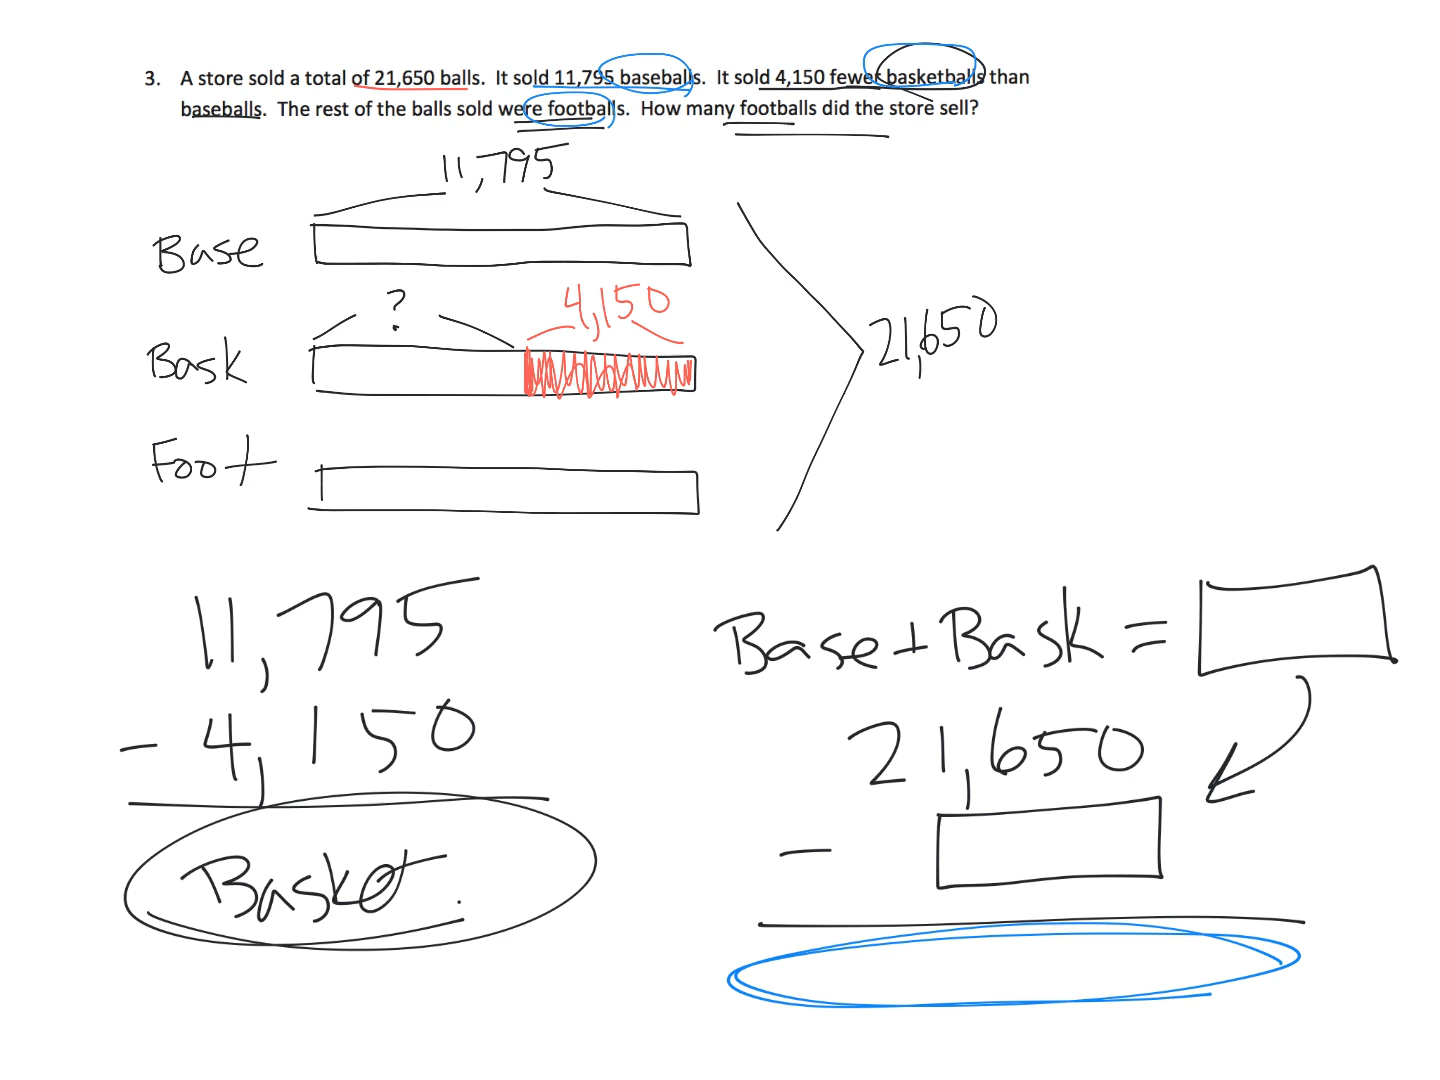 3. A store sold a total of 21,650 balls. It sold 11,795 baseballs. It sold 4,150 fewer basketballs than
baseballs. The rest of the balls sold were footballs. How many footballs did the store sell?
11,795
Base
?
4,150
21,650
Bask
Foot
11,795
- 4,150
Basket.
Base + Bask =
21,650
-